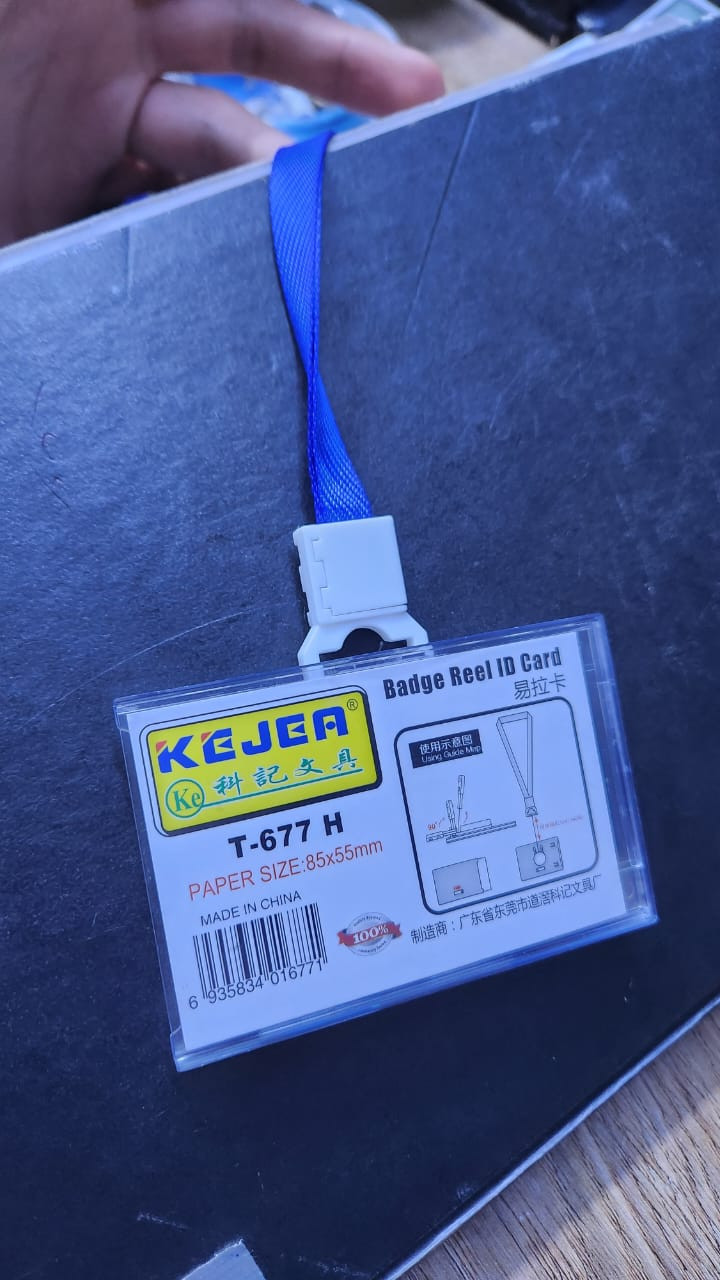 KEJEA®
Ke 科記文具
T-677 H
PAPER SIZE:85x55mm
MADE IN CHINA
6 935834 016771
100%
Badge Reel ID Card
易拉卡
使用示意图
Using Guide Map
90°
制造商：广东省东莞市道滘科记文具厂